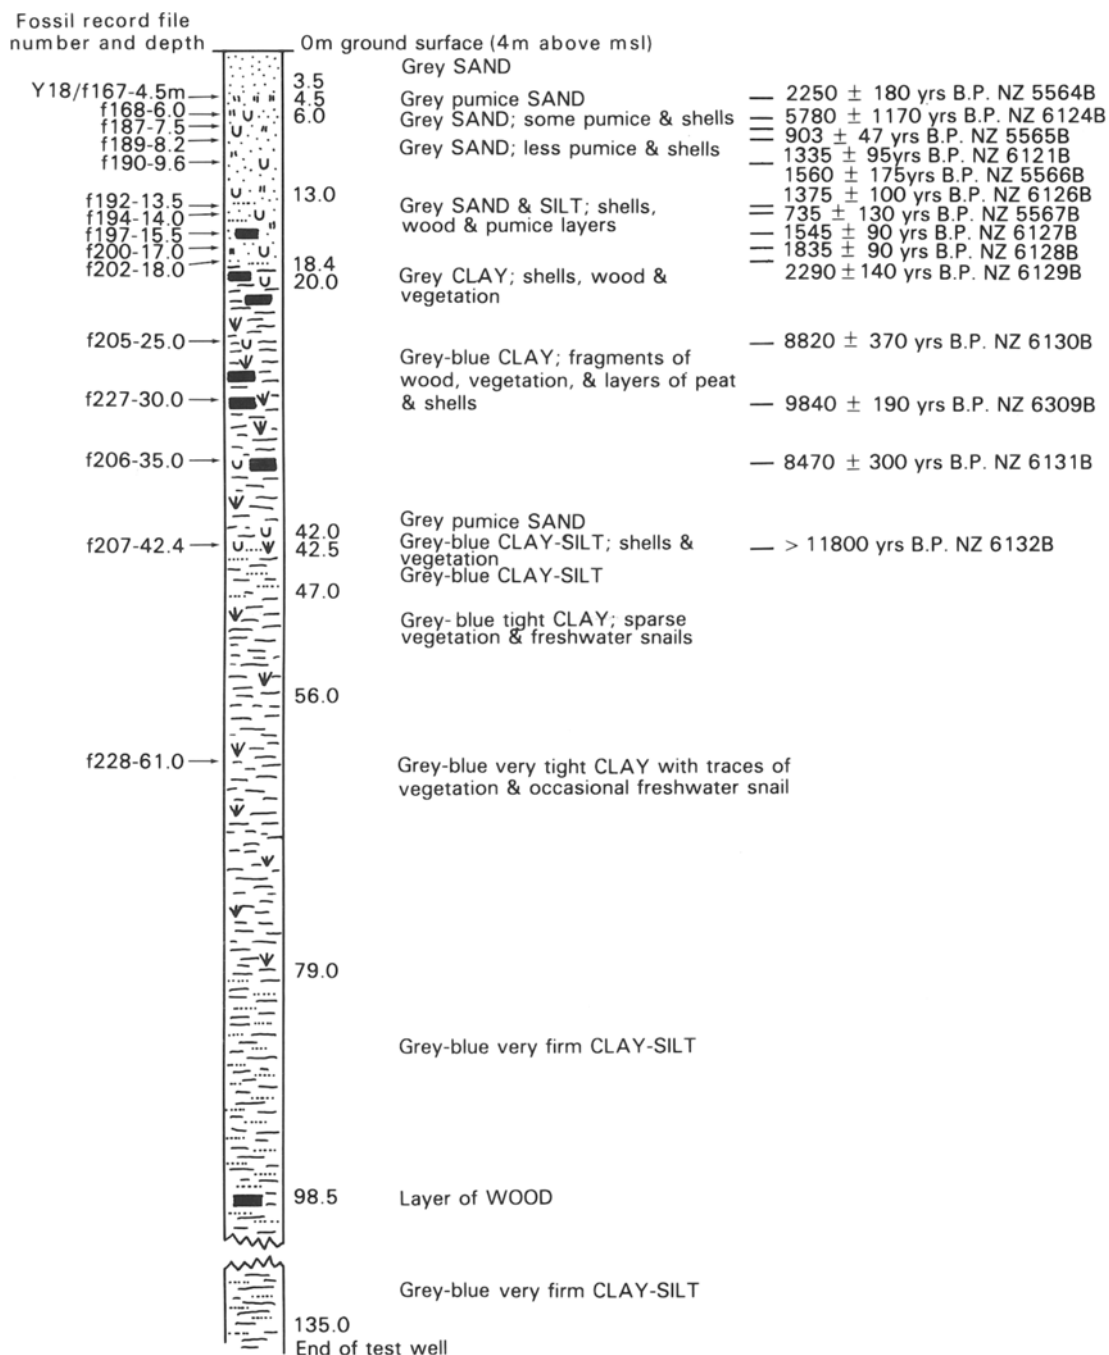 Fossil record file
number and depth
0m ground surface (4m above msl)
Grey SAND
3.5
Y18/f167-4.5m
4.5
Grey pumice SAND
2250 ± 180 yrs B.P. NZ 5564B
f168-6.0
6.0
Grey SAND; some pumice & shells
5780 ± 1170 yrs B.P. NZ 6124B
f187-7.5
903 ± 47 yrs B.P. NZ 5565B
f189-8.2
Grey SAND; less pumice & shells
1335 ± 95yrs B.P. NZ 6121B
f190-9.6
1560 ± 175yrs B.P. NZ 5566B
13.0
1375 ± 100 yrs B.P. NZ 6126B
f192-13.5
Grey SAND & SILT; shells,
735 ± 130 yrs B.P. NZ 5567B
f194-14.0
wood & pumice layers
1545 ± 90 yrs B.P. NZ 6127B
f197-15.5
1835 ± 90 yrs B.P. NZ 6128B
f200-17.0
18.4
f202-18.0
Grey CLAY; shells, wood &
2290 ± 140 yrs B.P. NZ 6129B
20.0
vegetation
f205-25.0
8820 ± 370 yrs B.P. NZ 6130B
Grey-blue CLAY; fragments of
wood, vegetation, & layers of peat
& shells
f227-30.0
9840 ± 190 yrs B.P. NZ 6309B
f206-35.0
8470 ± 300 yrs B.P. NZ 6131B
Grey pumice SAND
42.0
Grey-blue CLAY-SILT; shells &
f207-42.4
42.5
vegetation
> 11800 yrs B.P. NZ 6132B
Grey-blue CLAY-SILT
47.0
Grey-blue tight CLAY; sparse
vegetation & freshwater snails
56.0
f228-61.0
Grey-blue very tight CLAY with traces of
vegetation & occasional freshwater snail
79.0
Grey-blue very firm CLAY-SILT
98.5
Layer of WOOD
Grey-blue very firm CLAY-SILT
135.0
End of test well